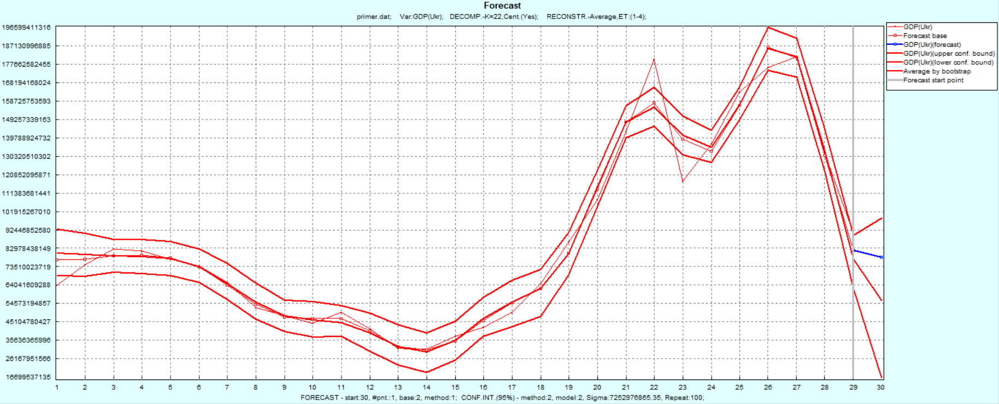 Forecast
primer.dat; Var:GDP(Ukr); DECOMP.-K=22,Cent.(Yes); RECONSTR.-Average,ET:(1-4);
196599411316
187130996885
177662582455
168194168024
158725753593
149257339163
139788924732
130320510302
120852095871
111383681441
101915267010
92446852580
82978438149
73510023719
64041609288
54573194857
45104780427
35636365996
26167951566
16699537135
1 2 3 4 5 6 7 8 9 10 11 12 13 14 15 16 17 18 19 20 21 22 23 24 25 26 27 28 29 30
FORECAST - start:30, #pnt.:1, base:2, method:1; CONF.INT.(95%) - method:2, model:2, Sigma:7252976865.35, Repeat:100;
GDP(Ukr)
Forecast base
GDP(Ukr)(forecast)
GDP(Ukr)(upper conf. bound)
GDP(Ukr)(lower conf. bound)
Average by bootstrap
Forecast start point